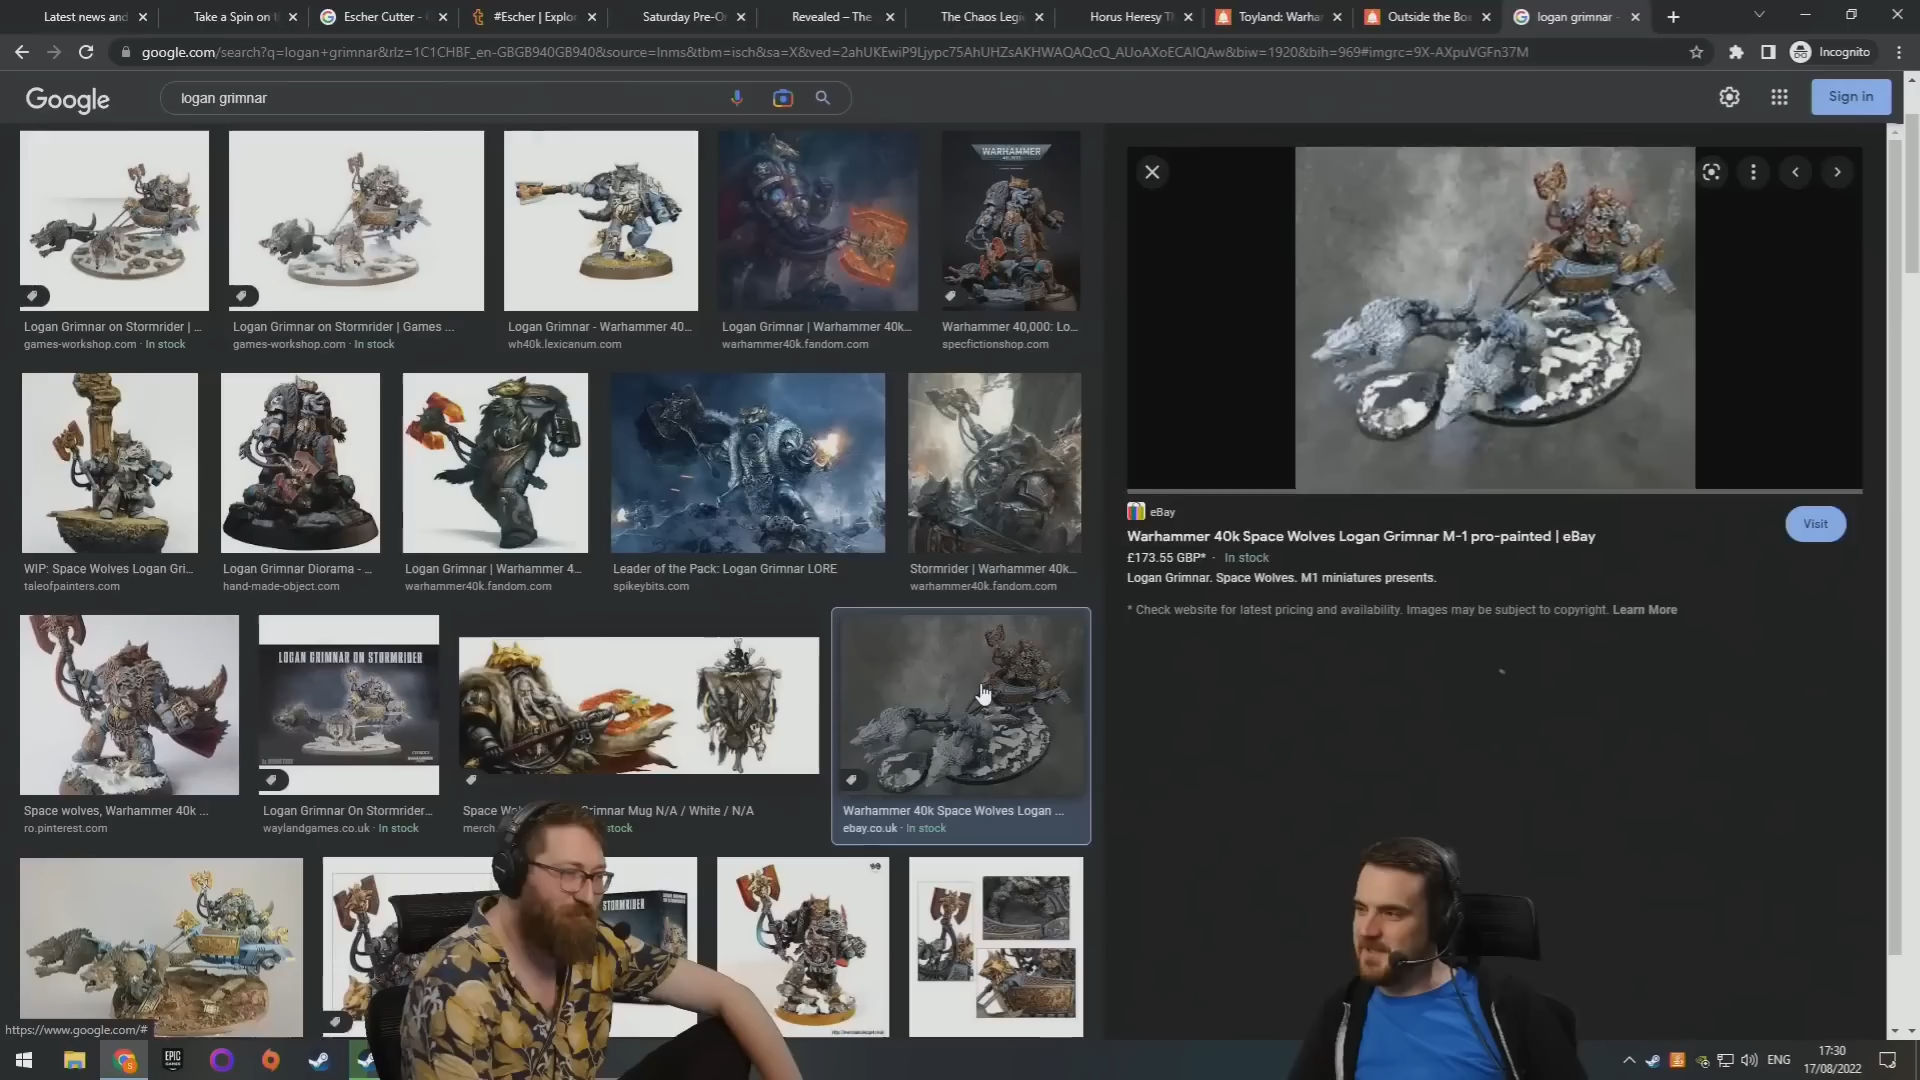 Latest news and
Take a Spin on t
Escher Cutter -
#Escher | Explo
Saturday Pre-O
Revealed – The
The Chaos Legi
Horus Heresy T
Toyland: Warha
Outside the Box
logan grimnar -
google.com/search?q=logan+grimnar&rlz=1C1CHBF_en-GBGB940GB940&source=lnms&tbm=isch&sa=X&ved=2ahUKEwiP9Ljypc75AhUHZsAKHWAQAQcQ_AUoAXoECAIQAw&biw=1920&bih=969#imgrc=9X-AXpuVGFn37M
Incognito
Google
logan grimnar
Sign in
WARHAMMER
Logan Grimnar on Stormrider | ...
games-workshop.com · In stock
Logan Grimnar on Stormrider | Games ...
games-workshop.com · In stock
Logan Grimnar - Warhammer 40...
wh40k.lexicanum.com
Logan Grimnar | Warhammer 40k...
warhammer40k.fandom.com
Warhammer 40,000: Lo...
specfictionshop.com
WIP: Space Wolves Logan Gri...
taleofpainters.com
Logan Grimnar Diorama - ...
hand-made-object.com
Logan Grimnar | Warhammer 4...
warhammer40k.fandom.com
Leader of the Pack: Logan Grimnar LORE
spikeybits.com
Stormrider | Warhammer 40k...
warhammer40k.fandom.com
LOGAN GRIMNAR ON STORMRIDER
Space wolves, Warhammer 40k ...
ro.pinterest.com
Logan Grimnar On Stormrider...
waylandgames.co.uk · In stock
Space Wo Grimnar Mug N/A / White / N/A
merch. stock
Warhammer 40k Space Wolves Logan ...
ebay.co.uk · In stock
STORMRIDER
eBay
Warhammer 40k Space Wolves Logan Grimnar M-1 pro-painted | eBay
£173.55 GBP* · In stock
Logan Grimnar. Space Wolves. M1 miniatures presents.
* Check website for latest pricing and availability. Images may be subject to copyright. Learn More
Visit
https://www.google.com/#
EPIC
GAMES
ENG
17:30
17/08/2022